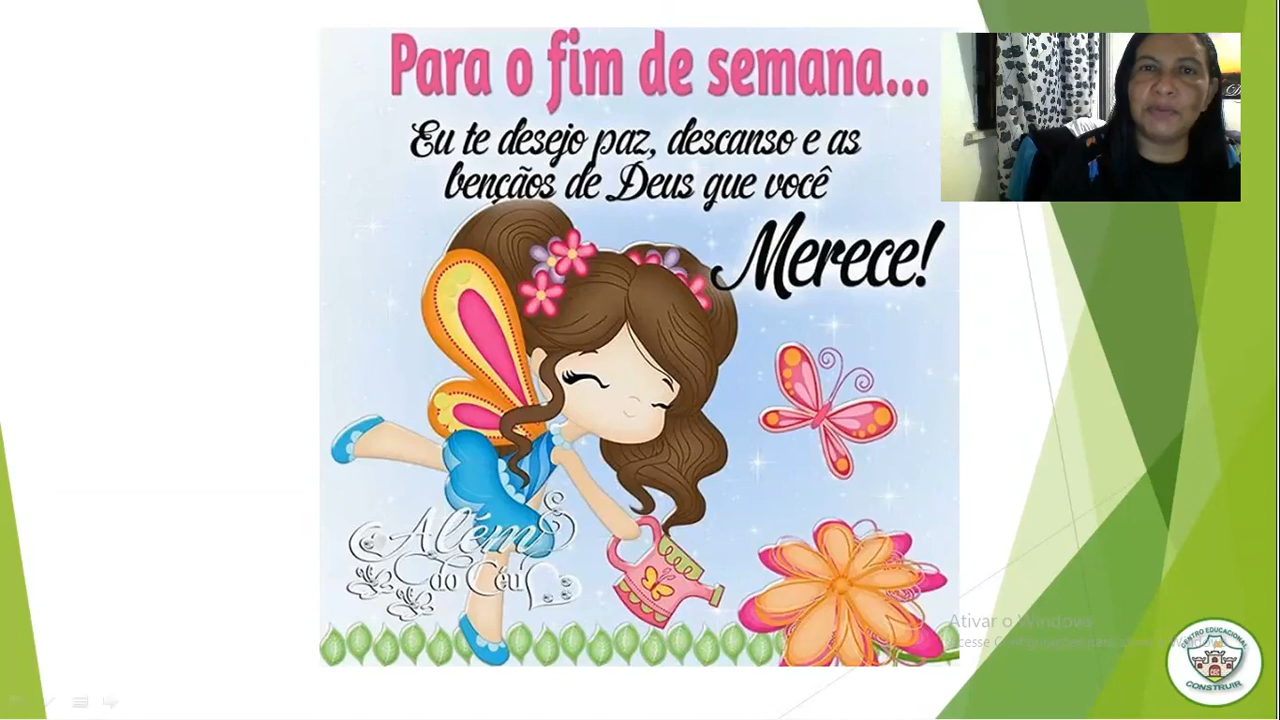 Para o fim de semana...
Eu te desejo paz, descanso e as
bençãos de Deus que você
Merece!
Além
do Céu
Ativar o Windows
CENTRO EDUCACIONAL
CONSTRUIR